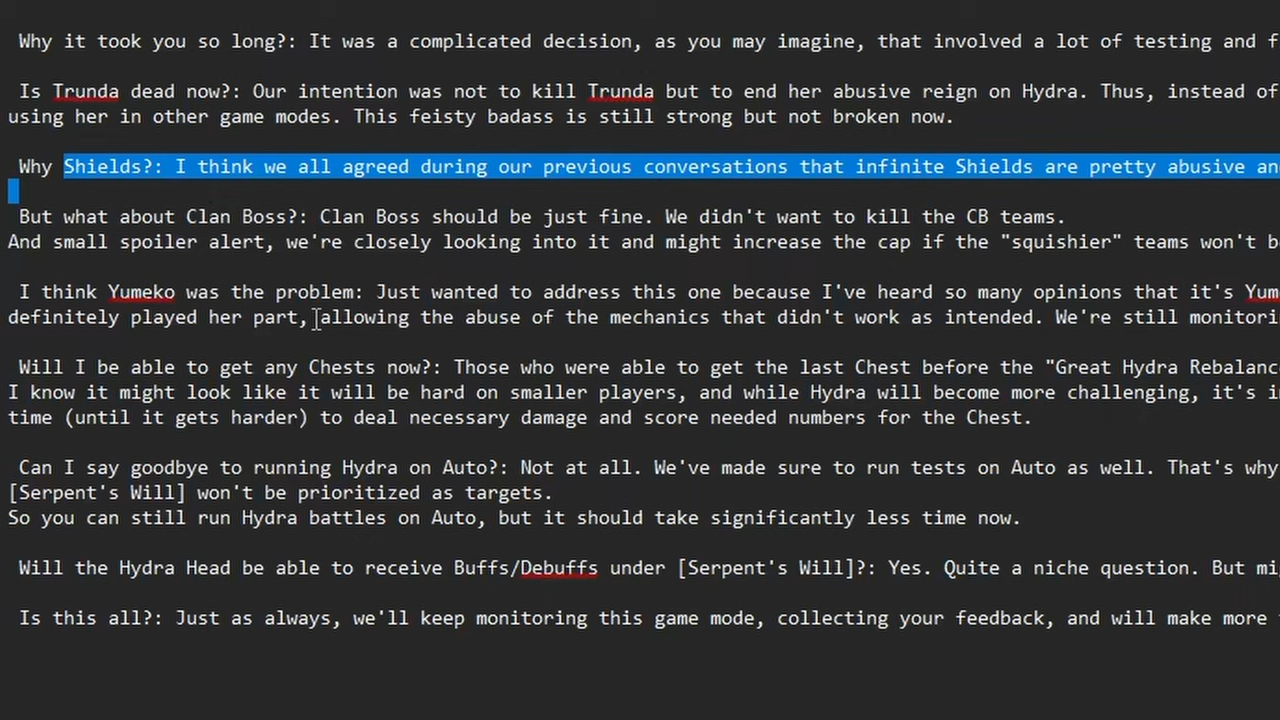 Why it took you so long?: It was a complicated decision, as you may imagine, that involved a lot of testing and
Is Trunda dead now?: Our intention was not to kill Trunda but to end her abusive reign on Hydra. Thus, instead of
using her in other game modes. This feisty badass is still strong but not broken now.
Why Shields?: I think we all agreed during our previous conversations that infinite Shields are pretty abusive
But what about Clan Boss?: Clan Boss should be just fine. We didn't want to kill the CB teams.
And small spoiler alert, we're closely looking into it and might increase the cap if the "squishier" teams won't
I think Yumeko was the problem: Just wanted to address this one because I've heard so many opinions that it's
definitely played her part, allowing the abuse of the mechanics that didn't work as intended. We're still
Will I be able to get any Chests now?: Those who were able to get the last Chest before the "Great Hydra
I know it might look like it will be hard on smaller players, and while Hydra will become more challenging, it's
time (until it gets harder) to deal necessary damage and score needed numbers for the Chest.
Can I say goodbye to running Hydra on Auto?: Not at all. We've made sure to run tests on Auto as well. That's why
[Serpent's Will] won't be prioritized as targets.
So you can still run Hydra battles on Auto, but it should take significantly less time now.
Will the Hydra Head be able to receive Buffs/Debuffs under [Serpent's Will]?: Yes. Quite a niche question. But
Is this all?: Just as always, we'll keep monitoring this game mode, collecting your feedback, and will make more